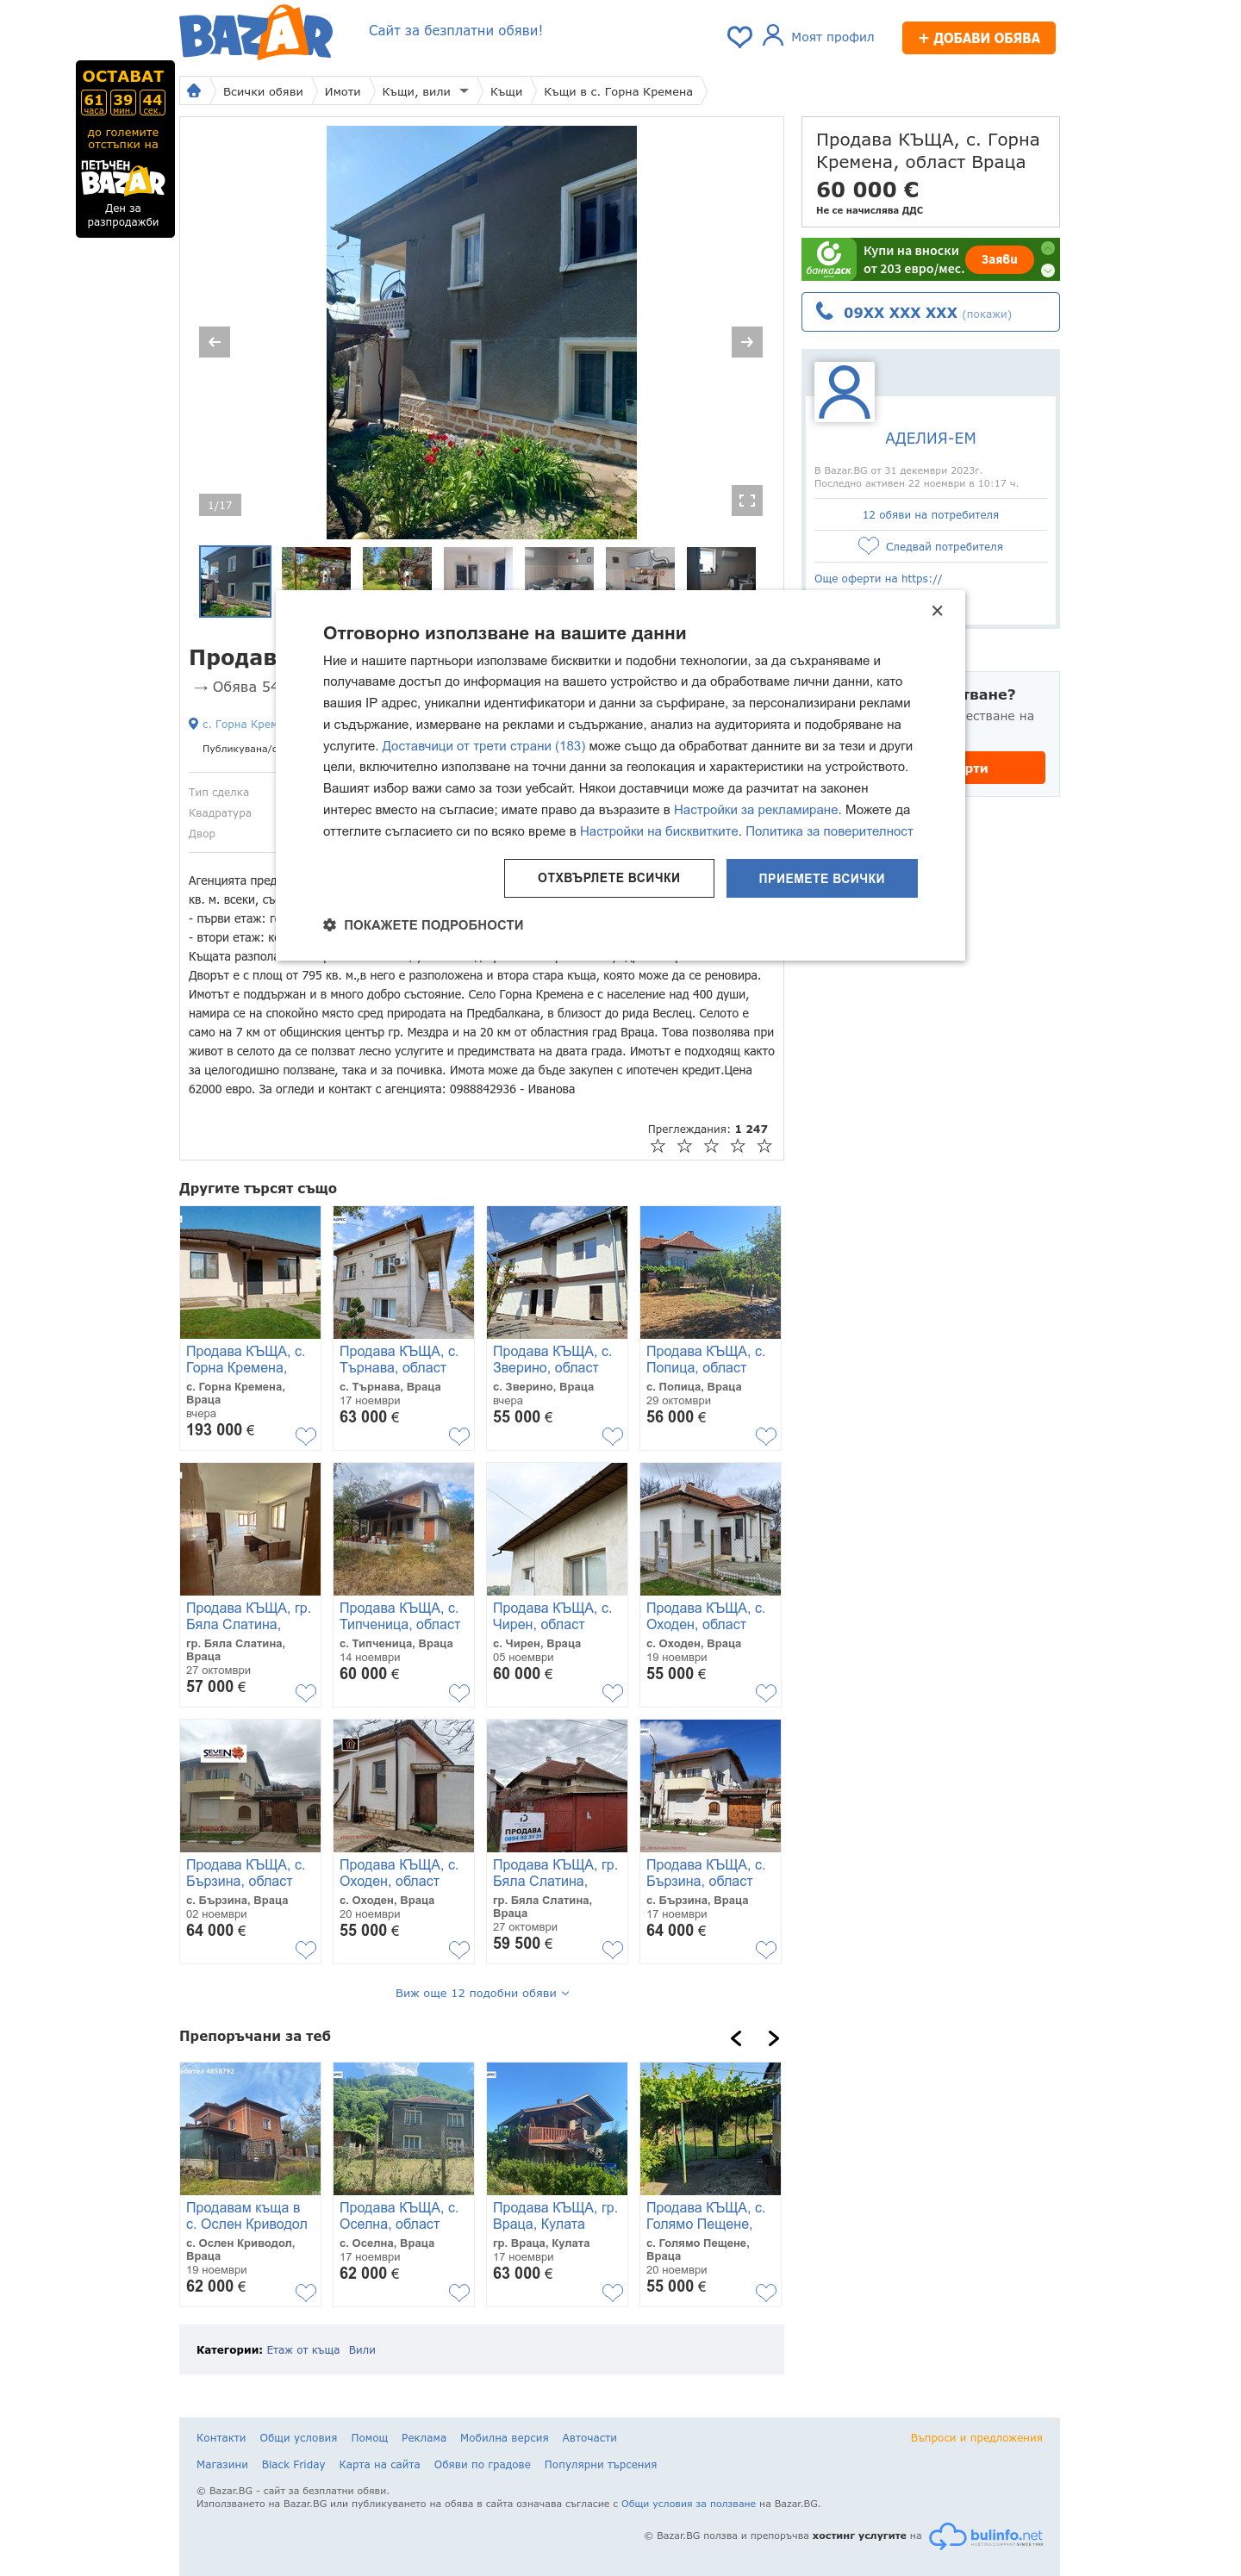 BAZAR
Сайт за безплатни обяви!
Моят профил
+ ДОБАВИ ОБЯВА
ОСТАВАТ
61 39 44
часа мин. сек.
до големите
отстъпки на
ПЕТЪЧЕН
BAZAR
Ден за
разпродажби
Всички обяви
Имоти
Къщи, вили
Къщи
Къщи в с. Горна Кремена
1/17
Продава КЪЩА, с. Горна
Кремена, област Враца
60 000 €
Не се начислява ДДС
банкадск
Купи на вноски
от 203 евро/мес.
Заяви
09XX XXX XXX (покажи)
АДЕЛИЯ-ЕМ
В Bazar.BG от 31 декември 2023г.
Последно активен 22 ноември в 10:17 ч.
12 обяви на потребителя
Следвай потребителя
Още оферти на https://
Продав
→ Обява 54
с. Горна Крем
Публикувана/о
Тип сделка
Квадратура
Двор
×
Отговорно използване на вашите данни
Ние и нашите партньори използваме бисквитки и подобни технологии, за да съхраняваме и
получаваме достъп до информация на вашето устройство и да обработваме лични данни, като
вашия IP адрес, уникални идентификатори и данни за сърфиране, за персонализирани реклами
и съдържание, измерване на реклами и съдържание, анализ на аудиторията и подобряване на
услугите. Доставчици от трети страни (183) може също да обработват данните ви за тези и други
цели, включително използване на точни данни за геолокация и характеристики на устройството.
Вашият избор важи само за този уебсайт. Някои доставчици може да разчитат на законен
интерес вместо на съгласие; имате право да възразите в Настройки за рекламиране. Можете да
оттеглите съгласието си по всяко време в Настройки на бисквитките. Политика за поверителност
ОТХВЪРЛЕТЕ ВСИЧКИ
ПРИЕМЕТЕ ВСИЧКИ
ПОКАЖЕТЕ ПОДРОБНОСТИ
тване?
естване на
рти
Агенцията пред
кв. м. всеки, съ
- първи етаж: г
- втори етаж: к
Къщата разпола
Дворът е с площ от 795 кв. м.,в него е разположена и втора стара къща, която може да се реновира.
Имотът е поддържан и в много добро състояние. Село Горна Кремена е с население над 400 души,
намира се на спокойно място сред природата на Предбалкана, в близост до рида Веслец. Селото е
само на 7 км от общинския център гр. Мездра и на 20 км от областния град Враца. Това позволява при
живот в селото да се ползват лесно услугите и предимствата на двата града. Имотът е подходящ както
за целогодишно ползване, така и за почивка. Имота може да бъде закупен с ипотечен кредит.Цена
62000 евро. За огледи и контакт с агенцията: 0988842936 - Иванова
Преглеждания: 1 247
Другите търсят също
Продава КЪЩА, с.
Горна Кремена,
с. Горна Кремена,
Враца
вчера
193 000 €
Продава КЪЩА, с.
Търнава, област
с. Търнава, Враца
17 ноември
63 000 €
Продава КЪЩА, с.
Зверино, област
с. Зверино, Враца
вчера
55 000 €
Продава КЪЩА, с.
Попица, област
с. Попица, Враца
29 октомври
56 000 €
Продава КЪЩА, гр.
Бяла Слатина,
гр. Бяла Слатина,
Враца
27 октомври
57 000 €
Продава КЪЩА, с.
Типченица, област
с. Типченица, Враца
14 ноември
60 000 €
Продава КЪЩА, с.
Чирен, област
с. Чирен, Враца
05 ноември
60 000 €
Продава КЪЩА, с.
Оходен, област
с. Оходен, Враца
19 ноември
55 000 €
SEVEN
ПРОДАВА
0894 62 31 31
Продава КЪЩА, с.
Бързина, област
с. Бързина, Враца
02 ноември
64 000 €
Продава КЪЩА, с.
Оходен, област
с. Оходен, Враца
20 ноември
55 000 €
Продава КЪЩА, гр.
Бяла Слатина,
гр. Бяла Слатина,
Враца
27 октомври
59 500 €
Продава КЪЩА, с.
Бързина, област
с. Бързина, Враца
17 ноември
64 000 €
Виж още 12 подобни обяви
Препоръчани за теб
Продавам къща в
с. Ослен Криводол
с. Ослен Криводол,
Враца
19 ноември
62 000 €
Продава КЪЩА, с.
Оселна, област
с. Оселна, Враца
17 ноември
62 000 €
Продава КЪЩА, гр.
Враца, Кулата
гр. Враца, Кулата
17 ноември
63 000 €
Продава КЪЩА, с.
Голямо Пещене,
с. Голямо Пещене,
Враца
20 ноември
55 000 €
Категории: Етаж от къща Вили
Контакти Общи условия Помощ Реклама Мобилна версия Авточасти
Въпроси и предложения
Магазини Black Friday Карта на сайта Обяви по градове Популярни търсения
© Bazar.BG - сайт за безплатни обяви.
Използването на Bazar.BG или публикуването на обява в сайта означава съгласие с Общи условия за ползване на Bazar.BG.
© Bazar.BG ползва и препоръчва хостинг услугите на
bulinfo.net